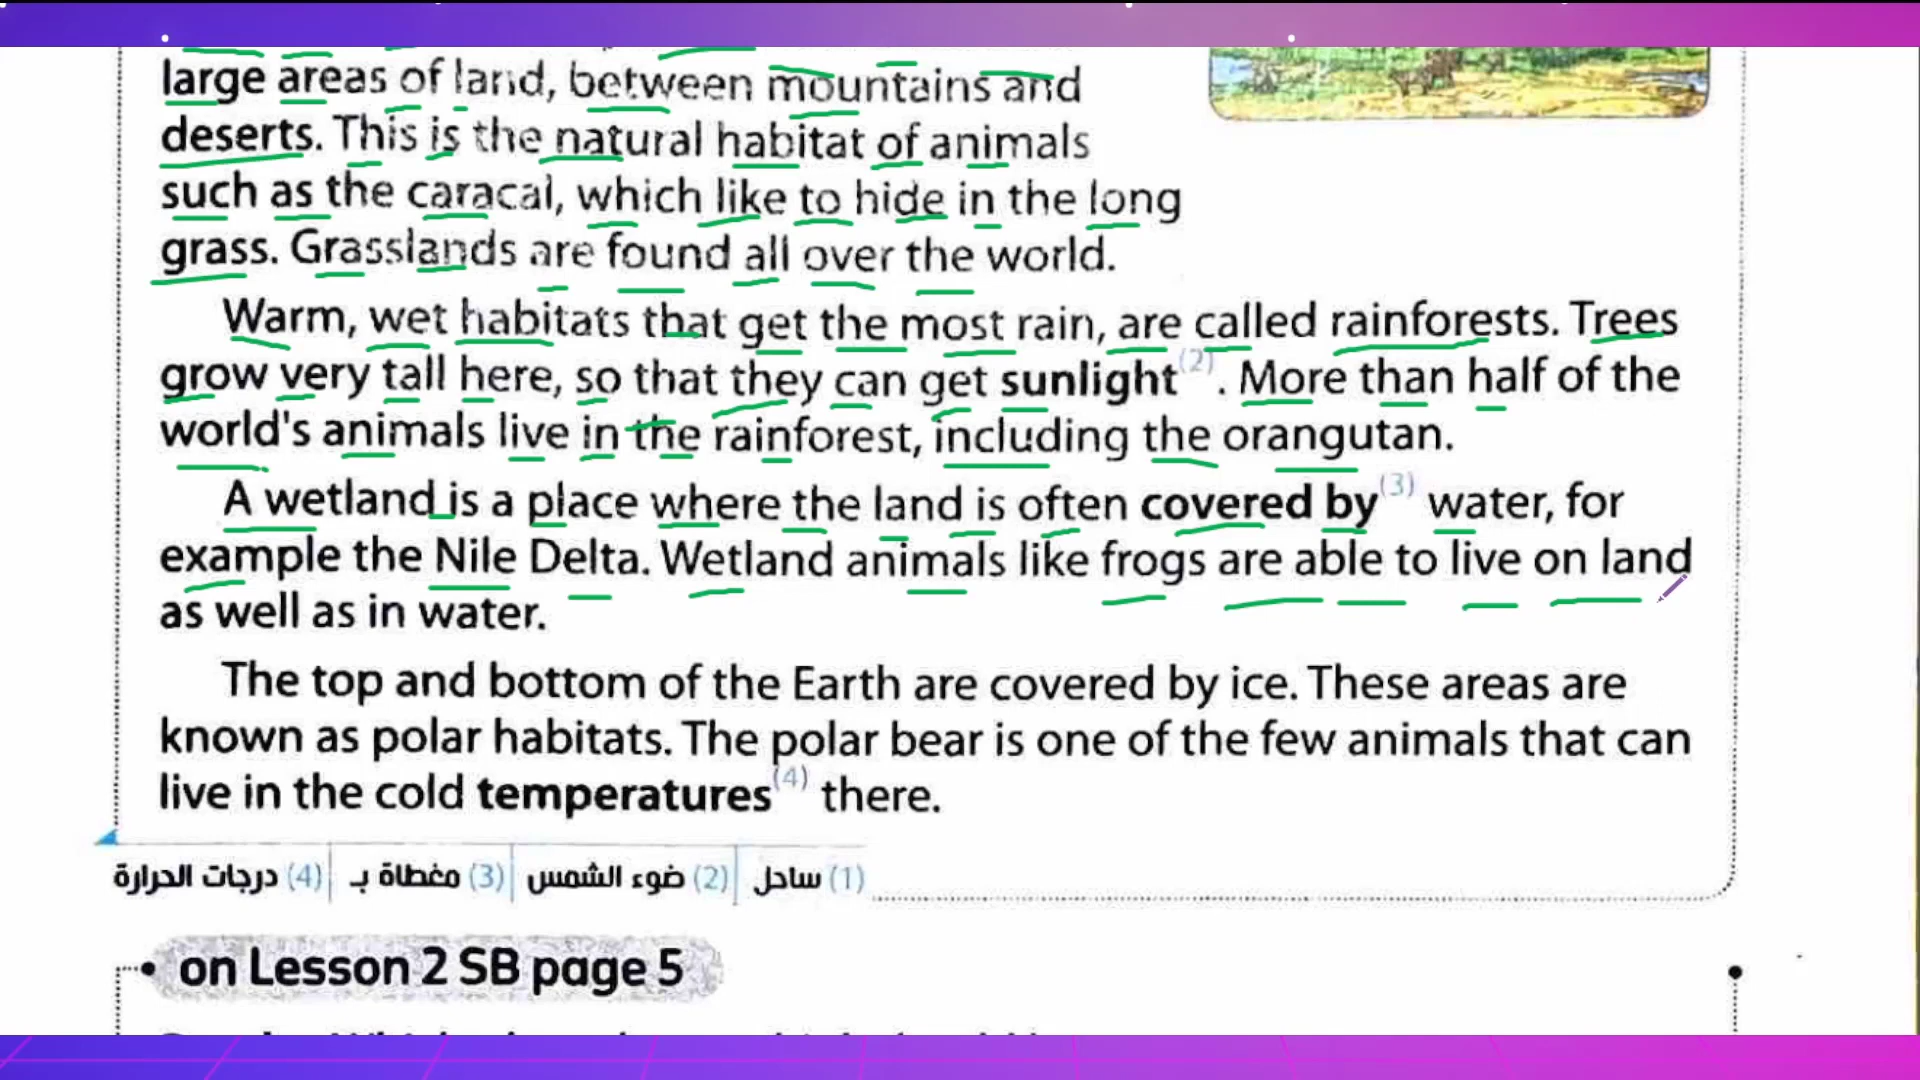 large areas of land, between mountains and
deserts. This is the natural habitat of animals
such as the caracal, which like to hide in the long
grass. Grasslands are found all over the world.
Warm, wet habitats that get the most rain, are called rainforests. Trees
grow very tall here, so that they can get sunlight(2). More than half of the
world's animals live in the rainforest, including the orangutan.
A wetland is a place where the land is often covered by(3) water, for
example the Nile Delta. Wetland animals like frogs are able to live on land
as well as in water.
The top and bottom of the Earth are covered by ice. These areas are
known as polar habitats. The polar bear is one of the few animals that can
live in the cold temperatures(4) there.
(1) ساحل (2) ضوء الشمس (3) مغطاة بـ (4) درجات الحرارة
on Lesson 2 SB page 5